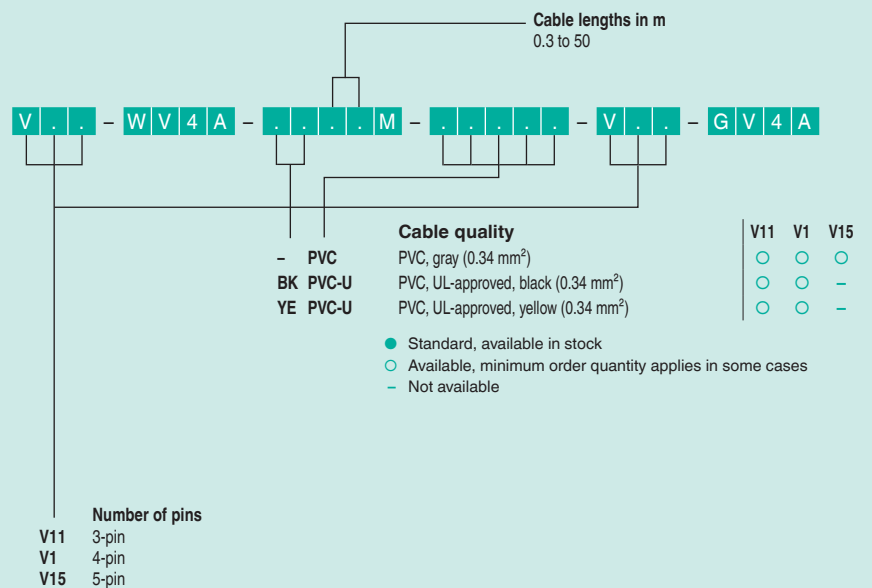 Cable lengths in m
0.3 to 50
V . . – W V 4 A – . . . . M – . . . . . – V . . – G V 4 A
Cable quality V11 V1 V15
– PVC PVC, gray (0.34 mm²) ○ ○ ○
BK PVC-U PVC, UL-approved, black (0.34 mm²) ○ ○ –
YE PVC-U PVC, UL-approved, yellow (0.34 mm²) ○ ○ –
● Standard, available in stock
○ Available, minimum order quantity applies in some cases
– Not available
Number of pins
V11 3-pin
V1 4-pin
V15 5-pin